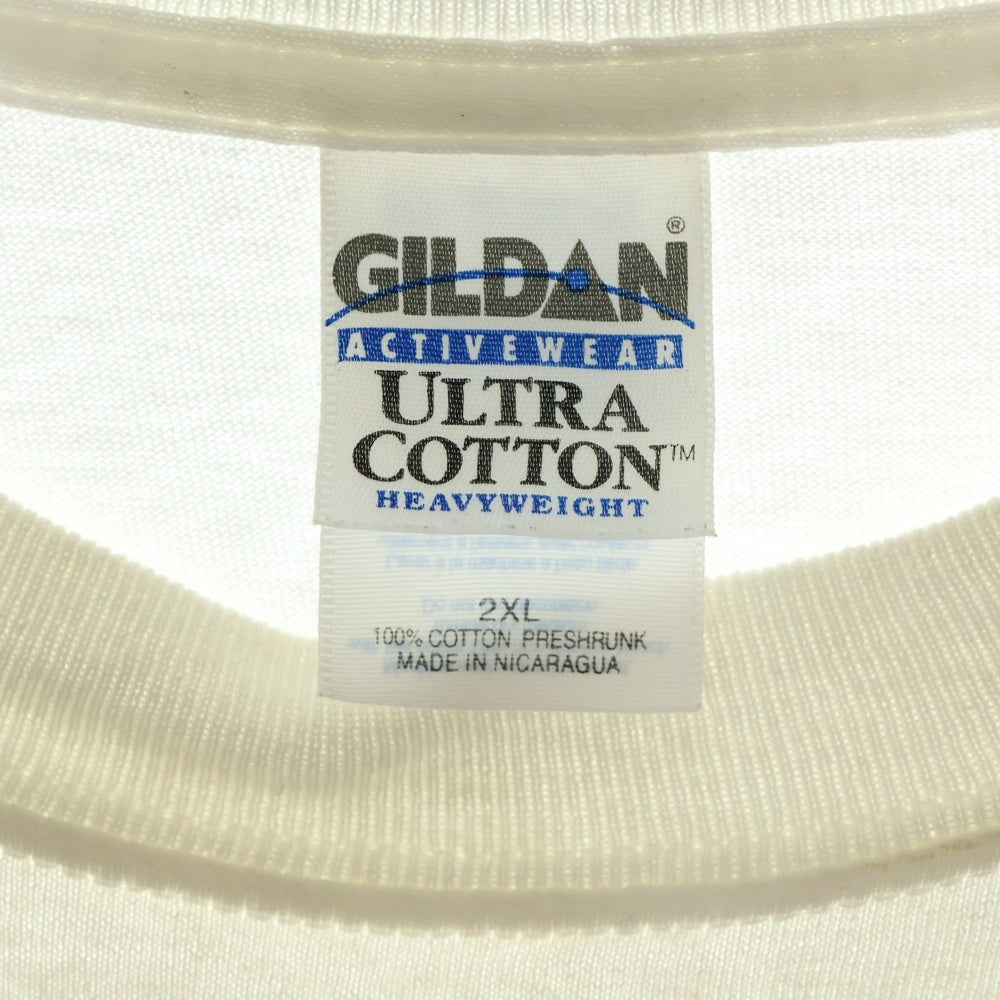 GILDAN®
ACTIVEWEAR
ULTRA
COTTON™
HEAVYWEIGHT
2XL
100% COTTON PRESHRUNK
MADE IN NICARAGUA